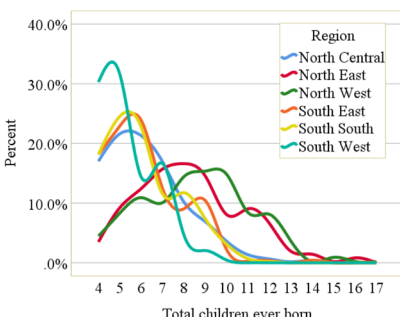 40.0%
30.0%
20.0%
10.0%
.0%
Percent
Region
North Central
North East
North West
South East
South South
South West
4 5 6 7 8 9 10 11 12 13 14 15 16 17
Total children ever born